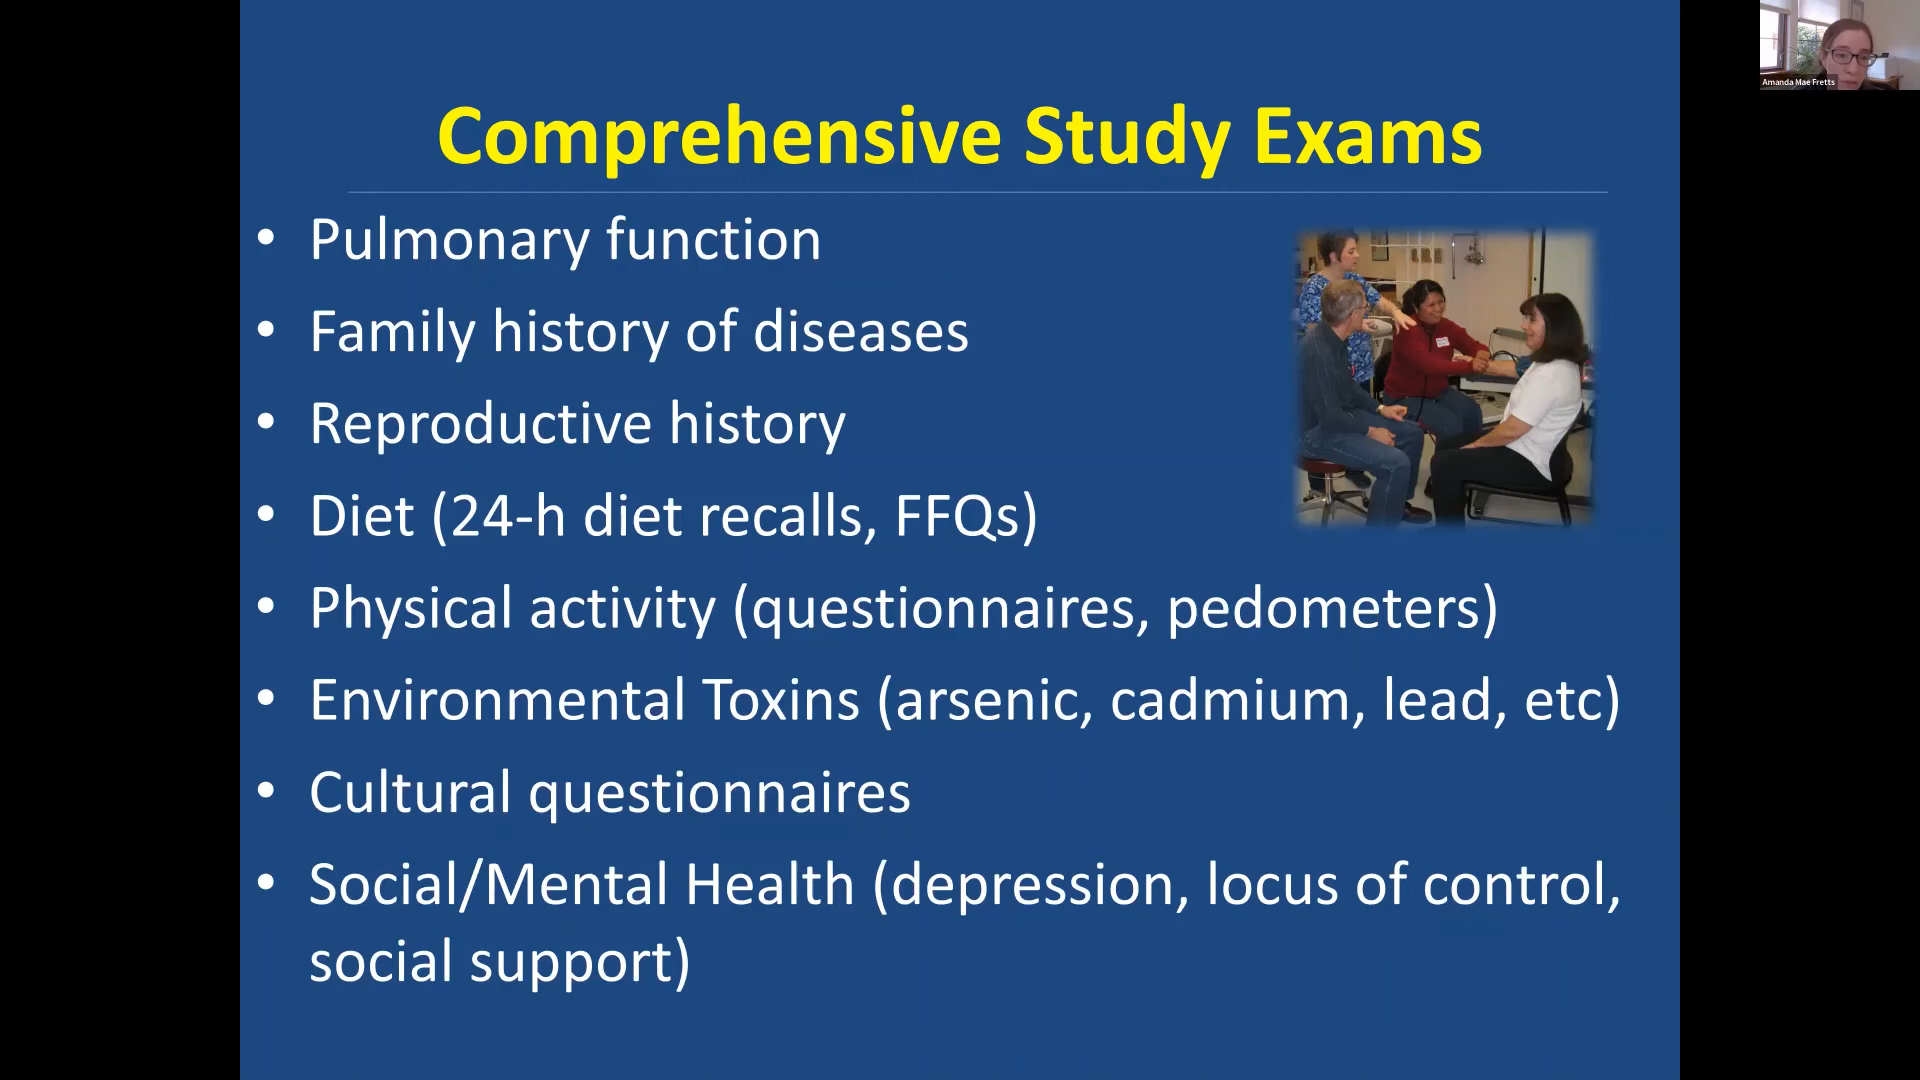 Comprehensive Study Exams
• Pulmonary function
• Family history of diseases
• Reproductive history
• Diet (24-h diet recalls, FFQs)
• Physical activity (questionnaires, pedometers)
• Environmental Toxins (arsenic, cadmium, lead, etc)
• Cultural questionnaires
• Social/Mental Health (depression, locus of control,
social support)
Amanda Mae Fretts